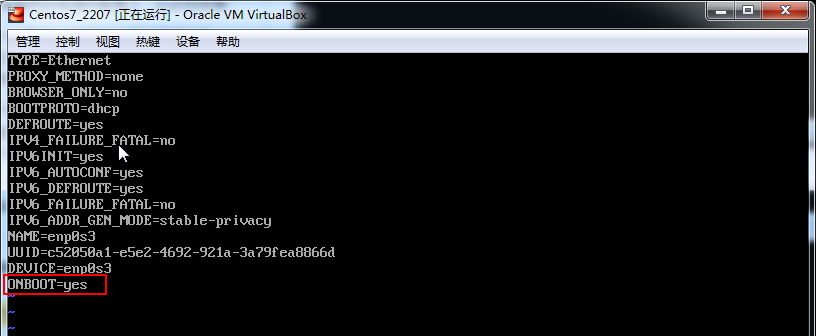 Centos7_2207 [正在运行] - Oracle VM VirtualBox
管理 控制 视图 热键 设备 帮助
TYPE=Ethernet
PROXY_METHOD=none
BROWSER_ONLY=no
BOOTPROTO=dhcp
DEFROUTE=yes
IPV4_FAILURE_FATAL=no
IPV6INIT=yes
IPV6_AUTOCONF=yes
IPV6_DEFROUTE=yes
IPV6_FAILURE_FATAL=no
IPV6_ADDR_GEN_MODE=stable-privacy
NAME=enp0s3
UUID=c52050a1-e5e2-4692-921a-3a79fea8866d
DEVICE=enp0s3
ONBOOT=yes
~
~
~